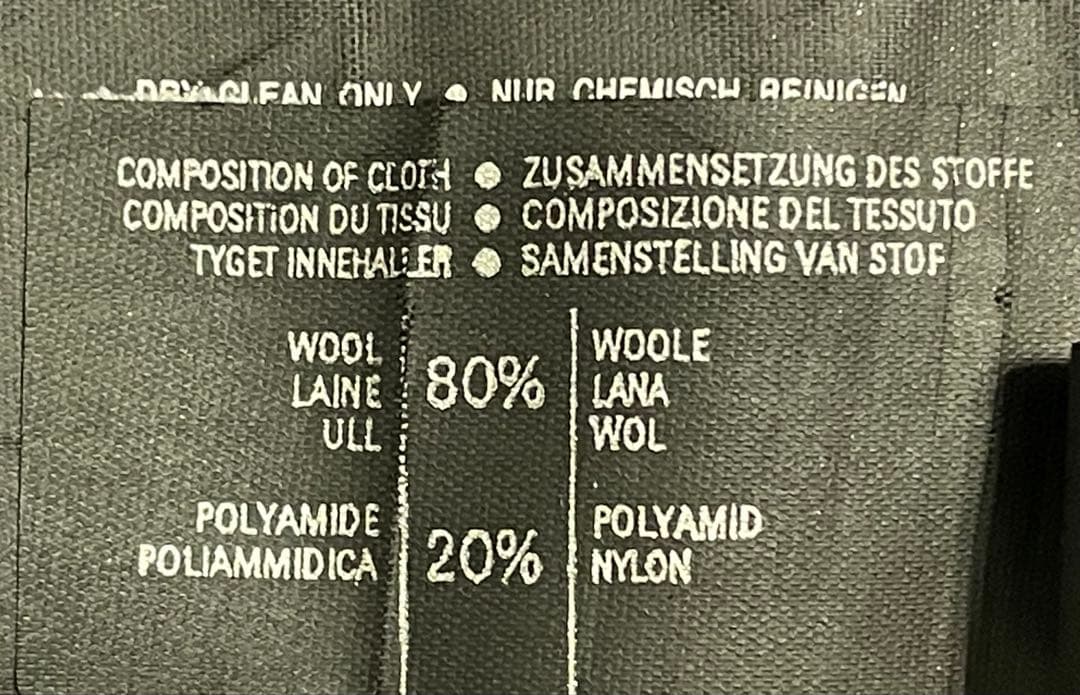 DRY CLEAN ONLY ● NUR CHEMISCH REINIGEN
COMPOSITION OF CLOTH ● ZUSAMMENSETZUNG DES STOFFE
COMPOSITION DU TISSU ● COMPOSIZIONE DEL TESSUTO
TYGET INNEHALLER ● SAMENSTELLING VAN STOF
WOOL
LAINE
ULL
80%
WOOLE
LANA
WOL
POLYAMIDE
POLIAMMIDICA
20%
POLYAMID
NYLON